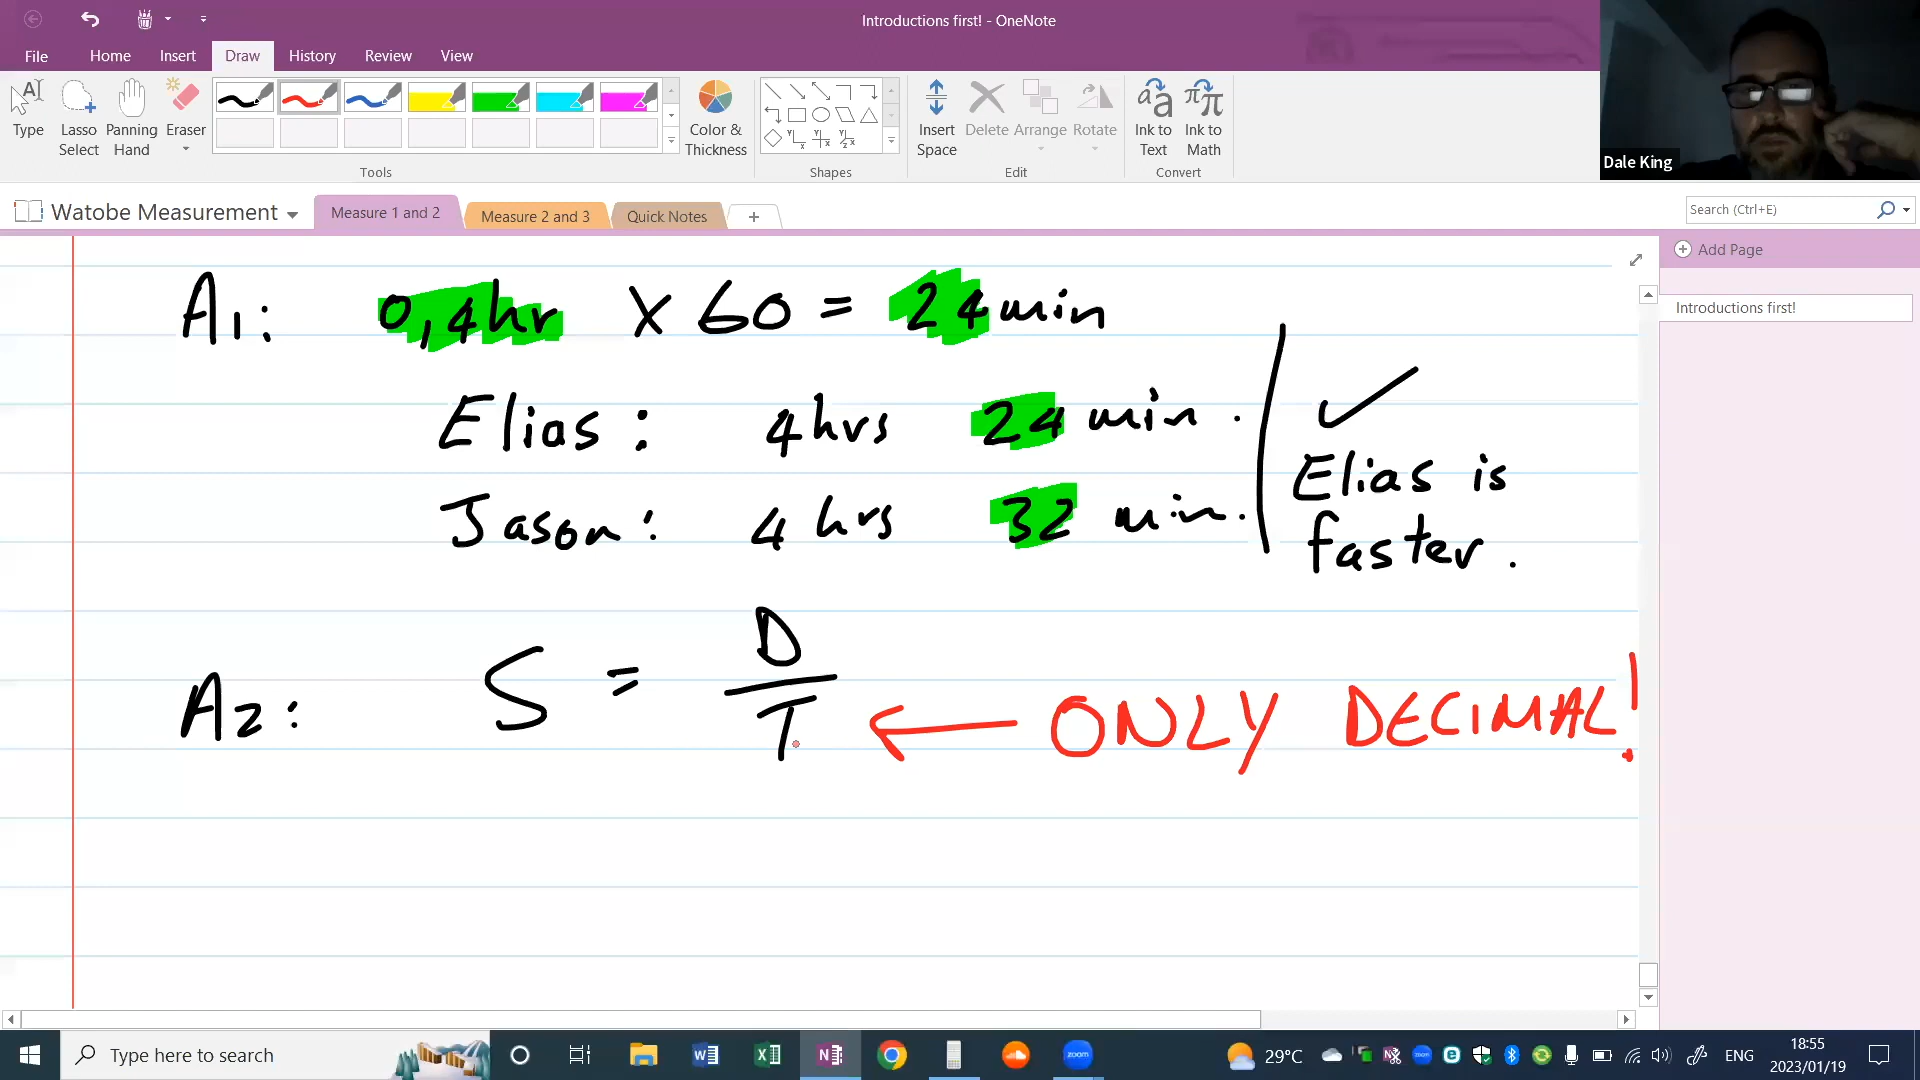 Introductions first! - OneNote
File Home Insert Draw History Review View
Type
Lasso Select
Panning Hand
Eraser
Color & Thickness
Insert Space
Delete
Arrange
Rotate
Ink to Text
Ink to Math
Tools Shapes Edit Convert
Dale King
Watobe Measurement
Measure 1 and 2
Measure 2 and 3
Quick Notes
Search (Ctrl+E)
Add Page
Introductions first!
A1: 0,4hr X 60 = 24 min
Elias : 4hrs 24 min.
Jason: 4 hrs 32 min.
Elias is
faster.
A2: S = D/T
ONLY DECIMAL!
Type here to search
29°C
ENG
18:55
2023/01/19